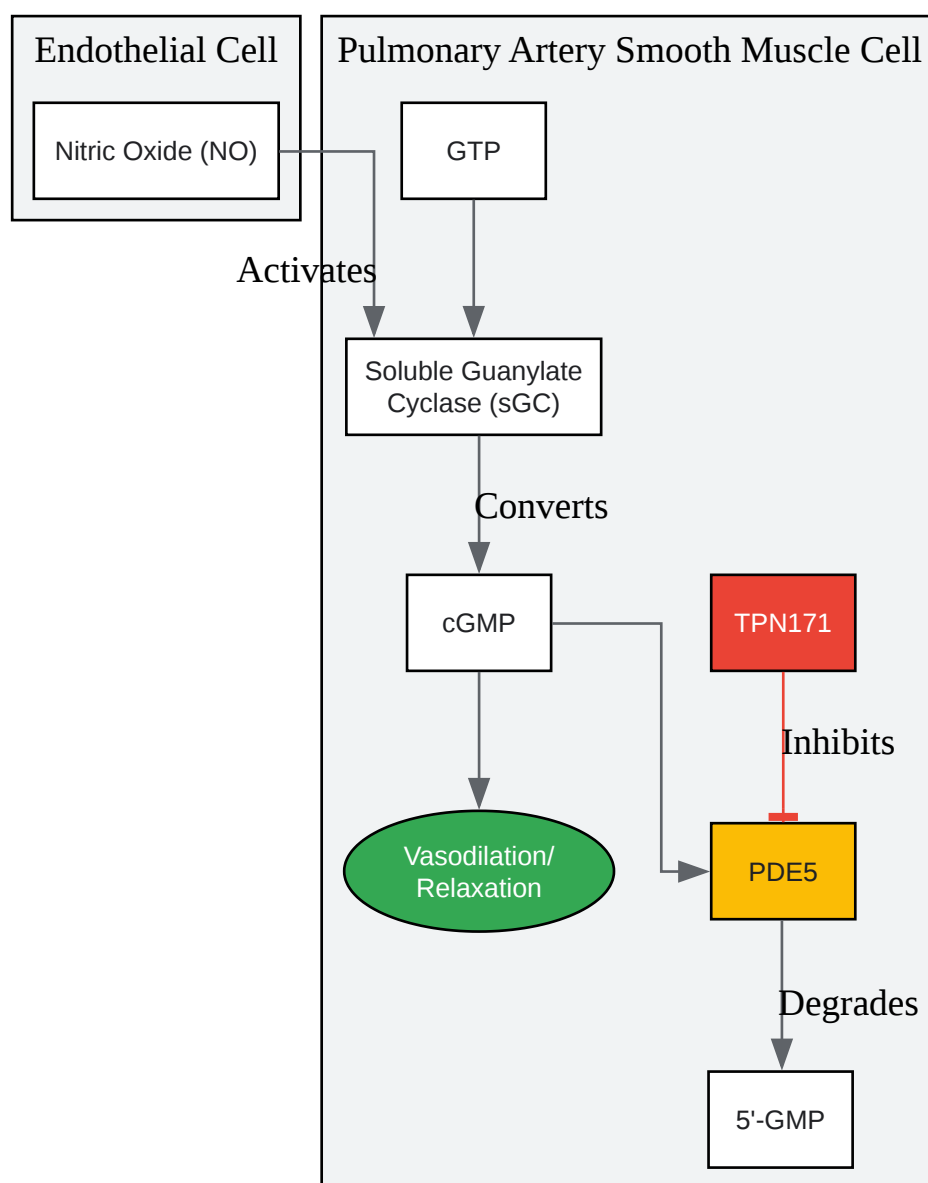 Endothelial Cell
Pulmonary Artery Smooth Muscle Cell
Nitric Oxide (NO)
GTP
Activates
Soluble Guanylate
Cyclase (sGC)
Converts
cGMP
TPN171
Inhibits
Vasodilation/
Relaxation
PDE5
Degrades
5'-GMP